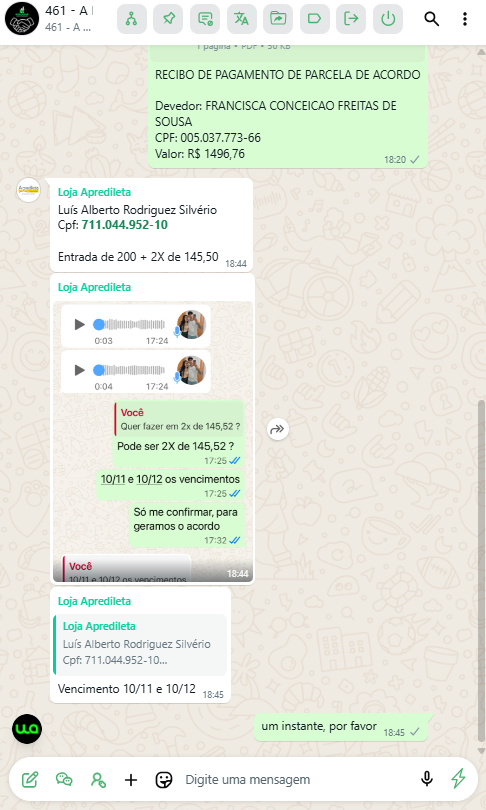 461 - A
461 - A ...
1 página • PDF • 30 KB
RECIBO DE PAGAMENTO DE PARCELA DE ACORDO
Devedor: FRANCISCA CONCEICAO FREITAS DE
SOUSA
CPF: 005.037.773-66
Valor: R$ 1496,76
18:20
Loja Apredileta
Luís Alberto Rodriguez Silvério
Cpf: 711.044.952-10
Entrada de 200 + 2X de 145,50
18:44
Loja Apredileta
0:03 17:24
0:04 17:24
Você
Quer fazer em 2x de 145,52 ?
Pode ser 2X de 145,52 ?
17:25
10/11 e 10/12 os vencimentos
17:25
Só me confirmar, para
geramos o acordo
17:32
Você
10/11 e 10/12 os vencimentos
18:44
Loja Apredileta
Loja Apredileta
Luís Alberto Rodriguez Silvério
Cpf: 711.044.952-10...
Vencimento 10/11 e 10/12
18:45
um instante, por favor
18:45
Digite uma mensagem